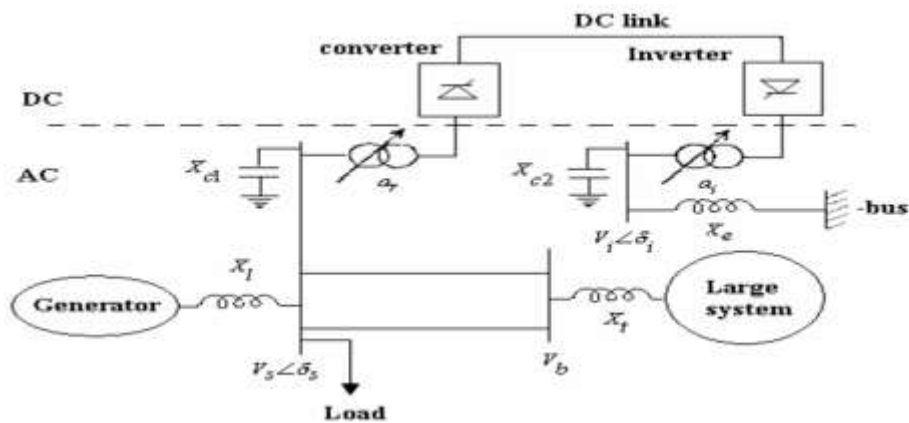 DC link
converter
Inverter
DC
AC
X_c1
a_r
X_c2
a_i
-bus
V_i∠δ_i
X_e
X_l
Generator
Large
system
X_t
V_s∠δ_s
V_b
Load